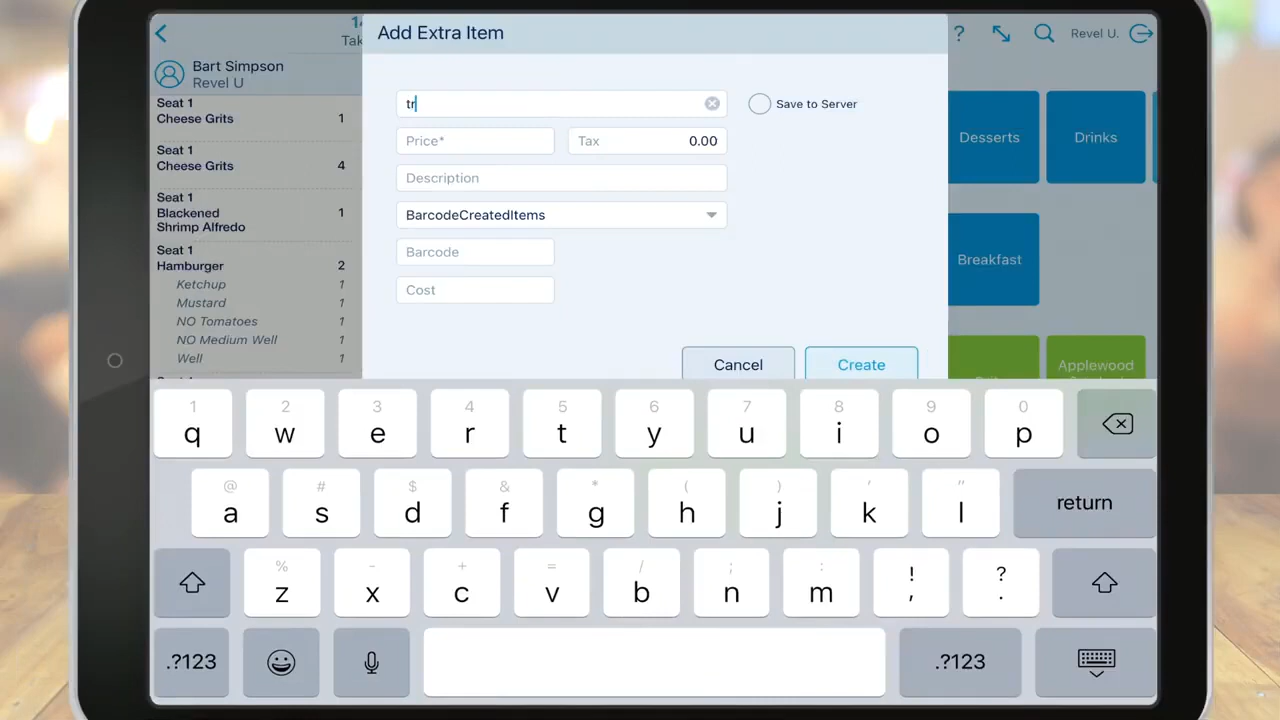 Add Extra Item
? Revel U.
Bart Simpson
Revel U
Seat 1
Cheese Grits 1
Seat 1
Cheese Grits 4
Seat 1
Blackened 1
Shrimp Alfredo
Seat 1
Hamburger 2
Ketchup 1
Mustard 1
NO Tomatoes 1
NO Medium Well 1
Well 1
tr
Save to Server
Price* Tax 0.00
Description
BarcodeCreatedItems
Barcode
Cost
Cancel Create
Desserts Drinks
Breakfast
Applewood
1 2 3 4 5 6 7 8 9 0
q w e r t y u i o p
@ # $ & * ( ) ' "
a s d f g h j k l return
% - + = / ; :
z x c v b n m ! , ? .
.?123 .?123